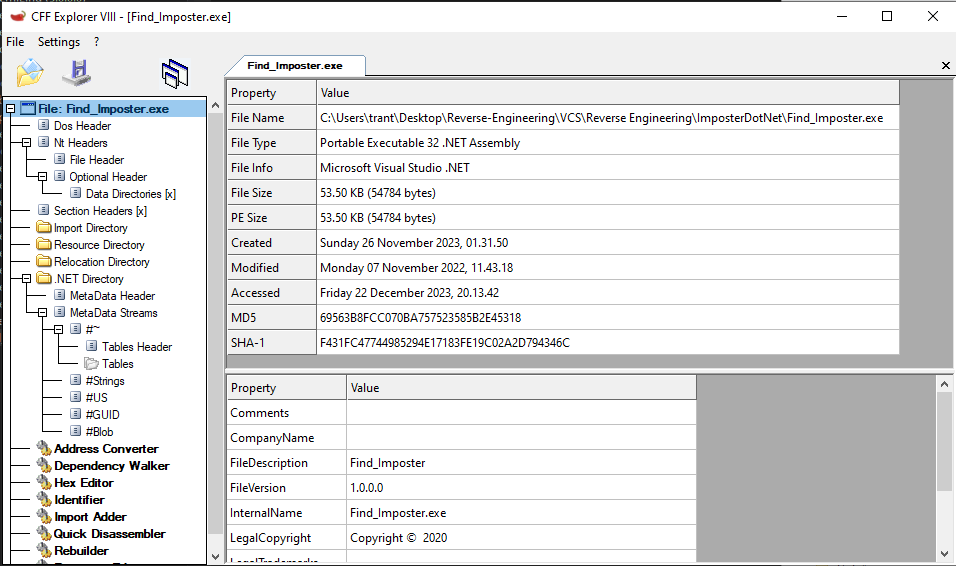 CFF Explorer VIII - [Find_Imposter.exe]
File Settings ?
Find_Imposter.exe
File: Find_Imposter.exe
Dos Header
Nt Headers
File Header
Optional Header
Data Directories [x]
Section Headers [x]
Import Directory
Resource Directory
Relocation Directory
.NET Directory
MetaData Header
MetaData Streams
#~
Tables Header
Tables
#Strings
#US
#GUID
#Blob
Address Converter
Dependency Walker
Hex Editor
Identifier
Import Adder
Quick Disassembler
Rebuilder
Property Value
File Name C:\Users\trant\Desktop\Reverse-Engineering\VCS\Reverse Engineering\ImposterDotNet\Find_Imposter.exe
File Type Portable Executable 32 .NET Assembly
File Info Microsoft Visual Studio .NET
File Size 53.50 KB (54784 bytes)
PE Size 53.50 KB (54784 bytes)
Created Sunday 26 November 2023, 01.31.50
Modified Monday 07 November 2022, 11.43.18
Accessed Friday 22 December 2023, 20.13.42
MD5 69563B8FCC070BA757523585B2E45318
SHA-1 F431FC47744985294E17183FE19C02A2D794346C
Property Value
Comments
CompanyName
FileDescription Find_Imposter
FileVersion 1.0.0.0
InternalName Find_Imposter.exe
LegalCopyright Copyright © 2020
LegalTrademarks